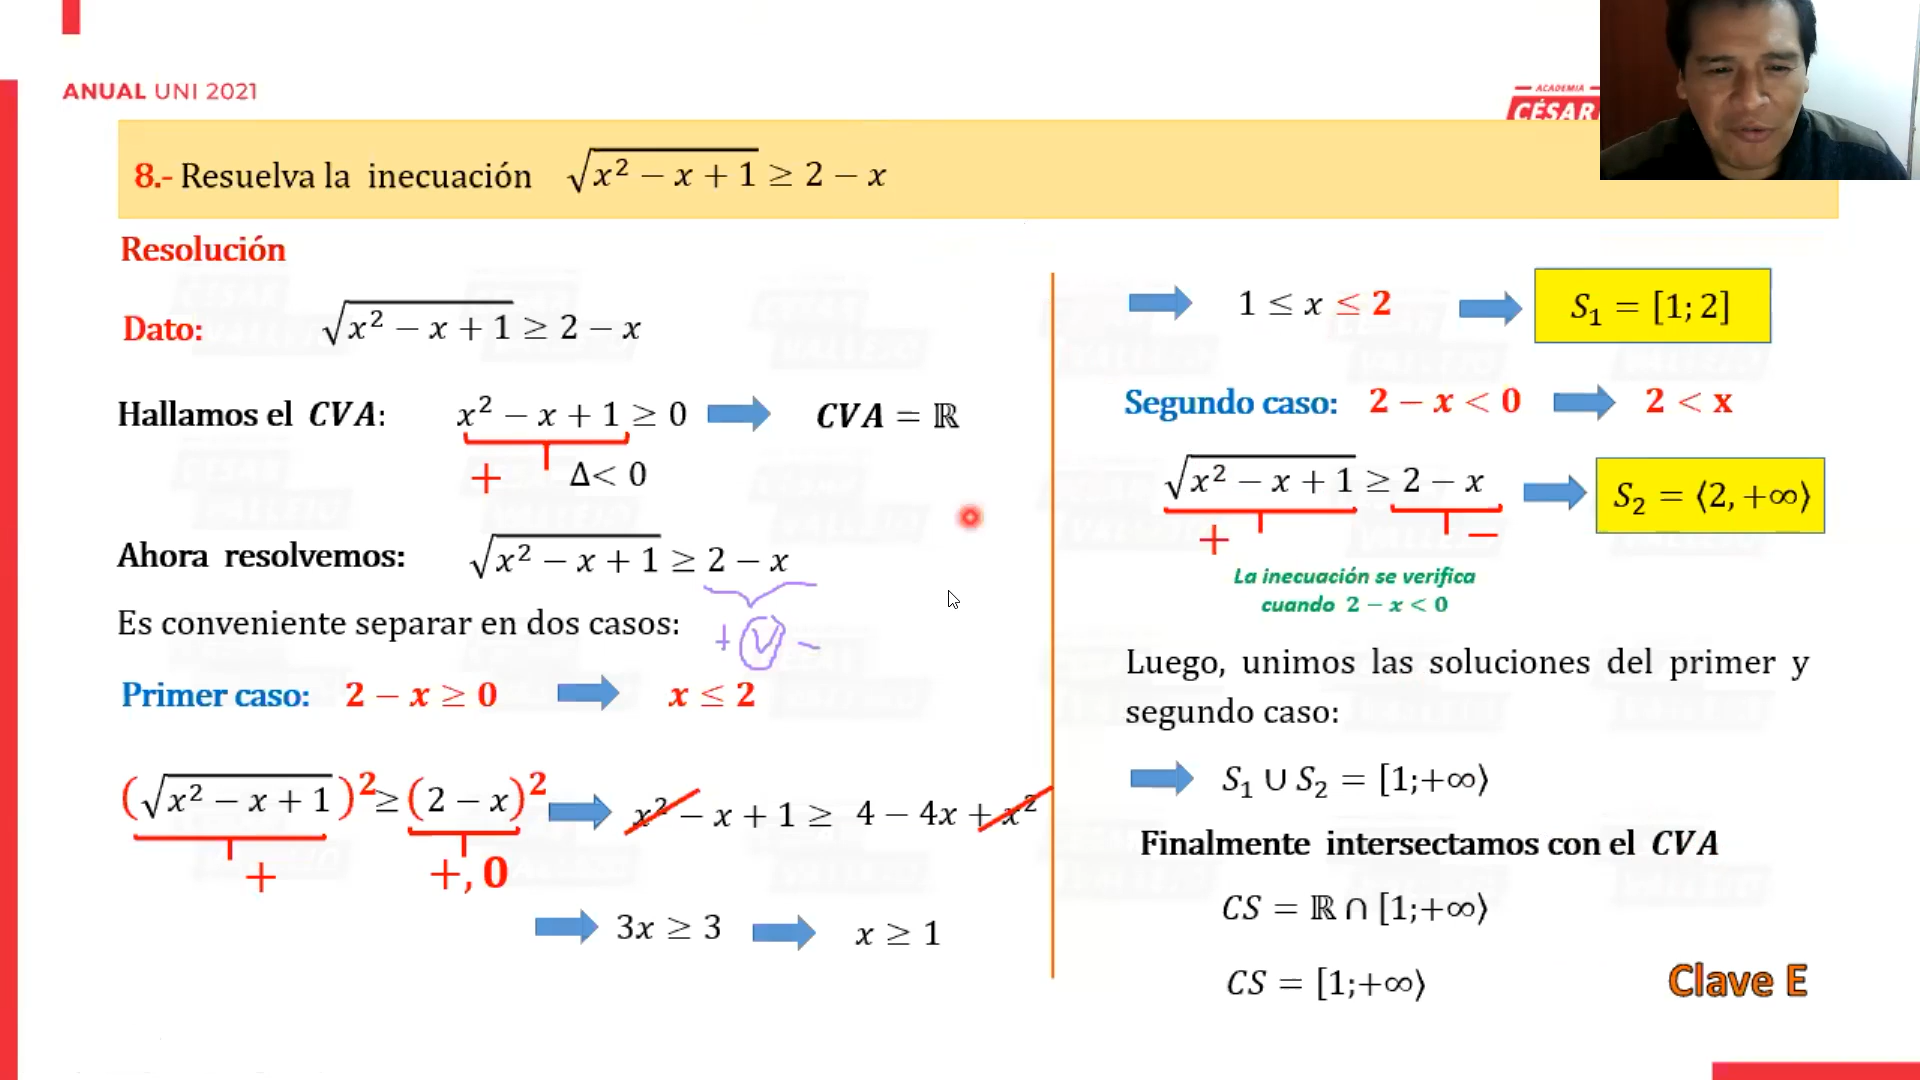 ANUAL UNI 2021
ACADEMIA
CÉSAR
8.- Resuelva la inecuación √(x² − x + 1) ≥ 2 − x
Resolución
Dato: √(x² − x + 1) ≥ 2 − x
Hallamos el CVA: x² − x + 1 ≥ 0 CVA = ℝ
+ Δ< 0
Ahora resolvemos: √(x² − x + 1) ≥ 2 − x
Es conveniente separar en dos casos:
+ V −
Primer caso: 2 − x ≥ 0 x ≤ 2
(√(x² − x + 1))² ≥ (2 − x)² x² − x + 1 ≥ 4 − 4x + x²
+ +, 0
3x ≥ 3 x ≥ 1
1 ≤ x ≤ 2 S₁ = [1; 2]
Segundo caso: 2 − x < 0 2 < x
√(x² − x + 1) ≥ 2 − x S₂ = ⟨2, +∞⟩
+ −
La inecuación se verifica
cuando 2 − x < 0
Luego, unimos las soluciones del primer y
segundo caso:
S₁ ∪ S₂ = [1;+∞⟩
Finalmente intersectamos con el CVA
CS = ℝ ∩ [1;+∞⟩
CS = [1;+∞⟩
Clave E